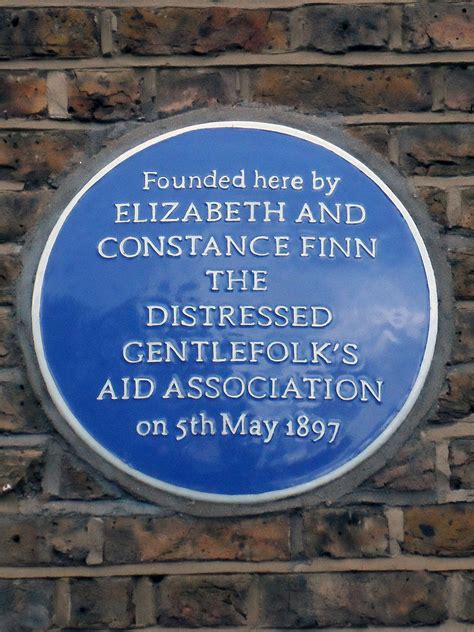 Founded here by
ELIZABETH AND
CONSTANCE FINN
THE
DISTRESSED
GENTLEFOLK'S
AID ASSOCIATION
on 5th May 1897